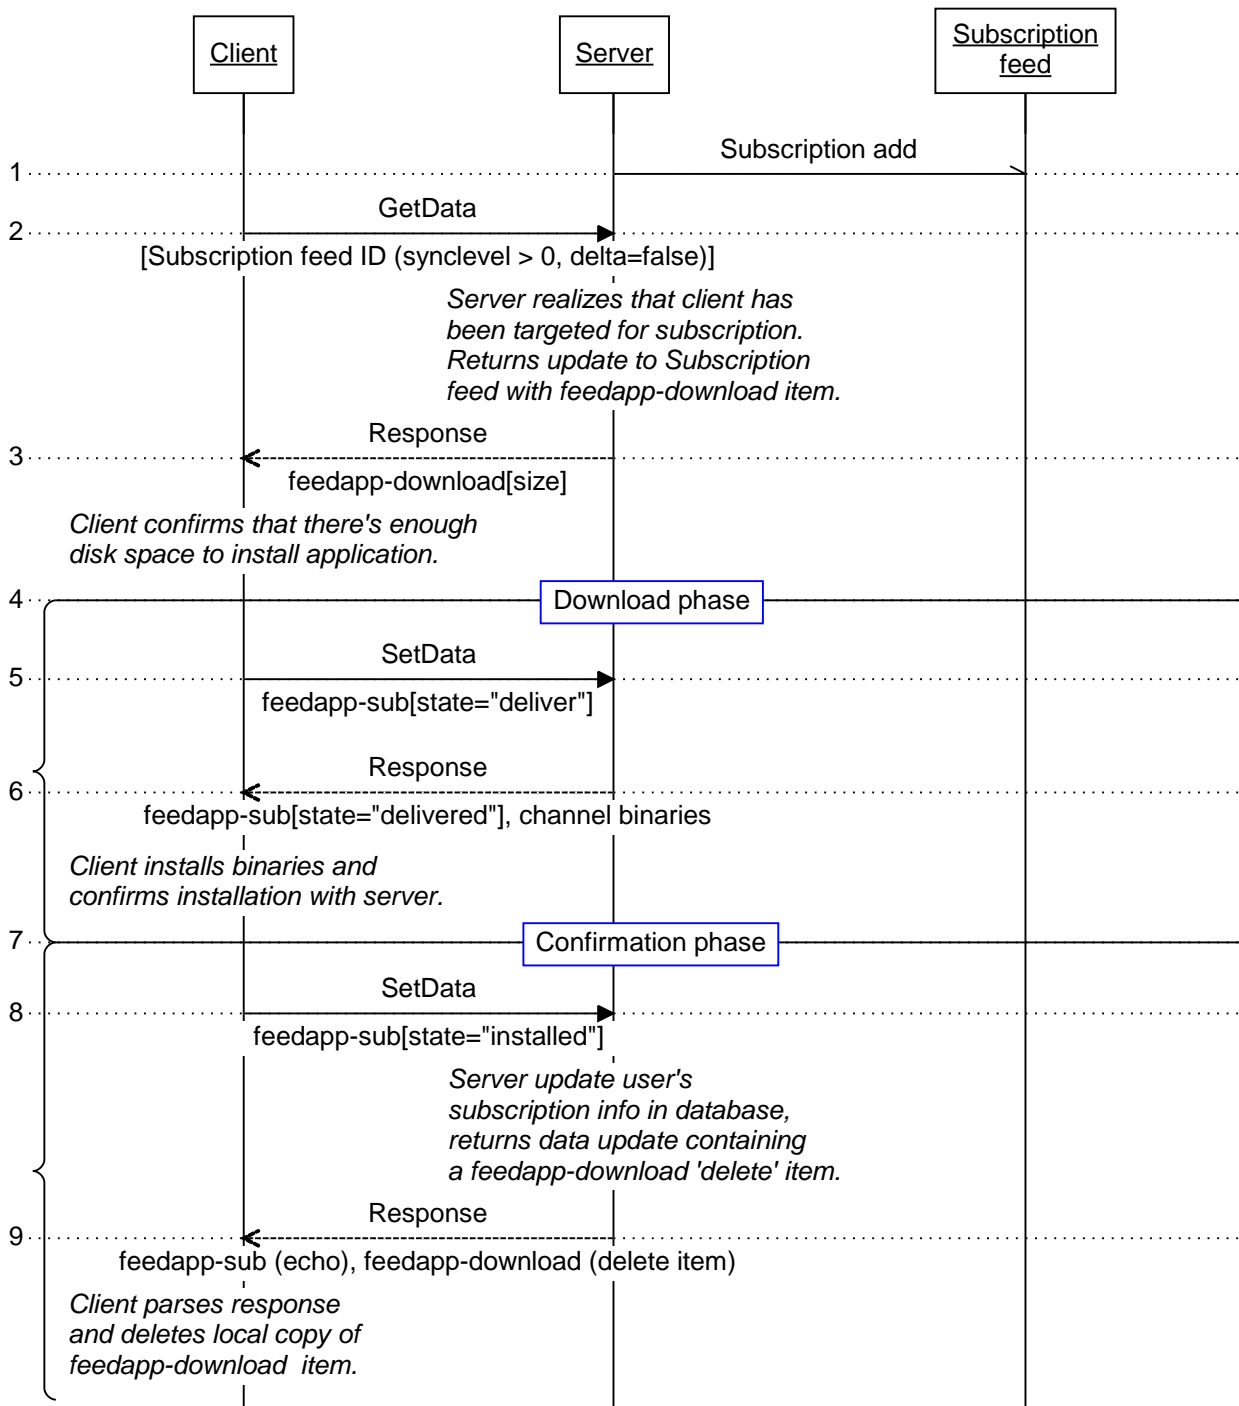 Client
Server
Subscription
feed
Subscription add
1
GetData
2
[Subscription feed ID (synclevel > 0, delta=false)]
Server realizes that client has
been targeted for subscription.
Returns update to Subscription
feed with feedapp-download item.
Response
3
feedapp-download[size]
Client confirms that there's enough
disk space to install application.
4
Download phase
SetData
5
feedapp-sub[state="deliver"]
Response
6
feedapp-sub[state="delivered"], channel binaries
Client installs binaries and
confirms installation with server.
7
Confirmation phase
SetData
8
feedapp-sub[state="installed"]
Server update user's
subscription info in database,
returns data update containing
a feedapp-download 'delete' item.
Response
9
feedapp-sub (echo), feedapp-download (delete item)
Client parses response
and deletes local copy of
feedapp-download item.